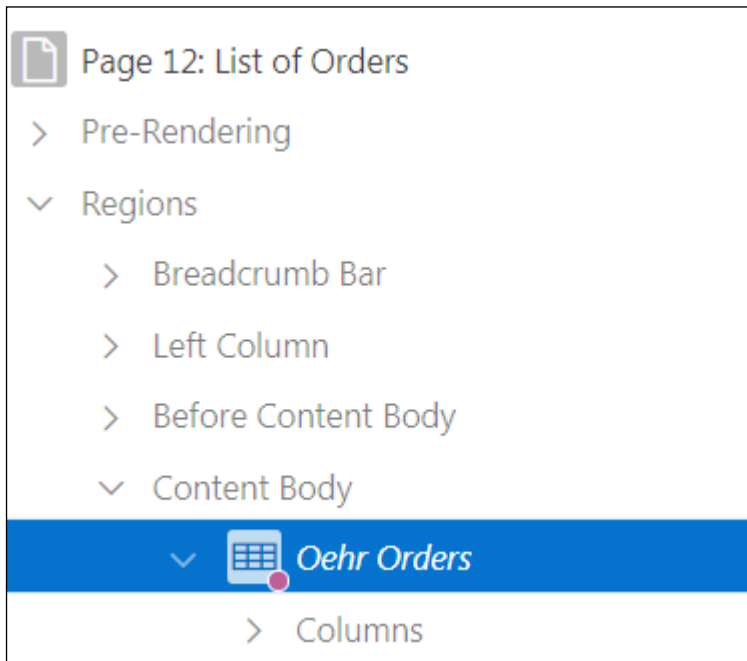 Page 12: List of Orders
Pre-Rendering
Regions
Breadcrumb Bar
Left Column
Before Content Body
Content Body
Oehr Orders
Columns